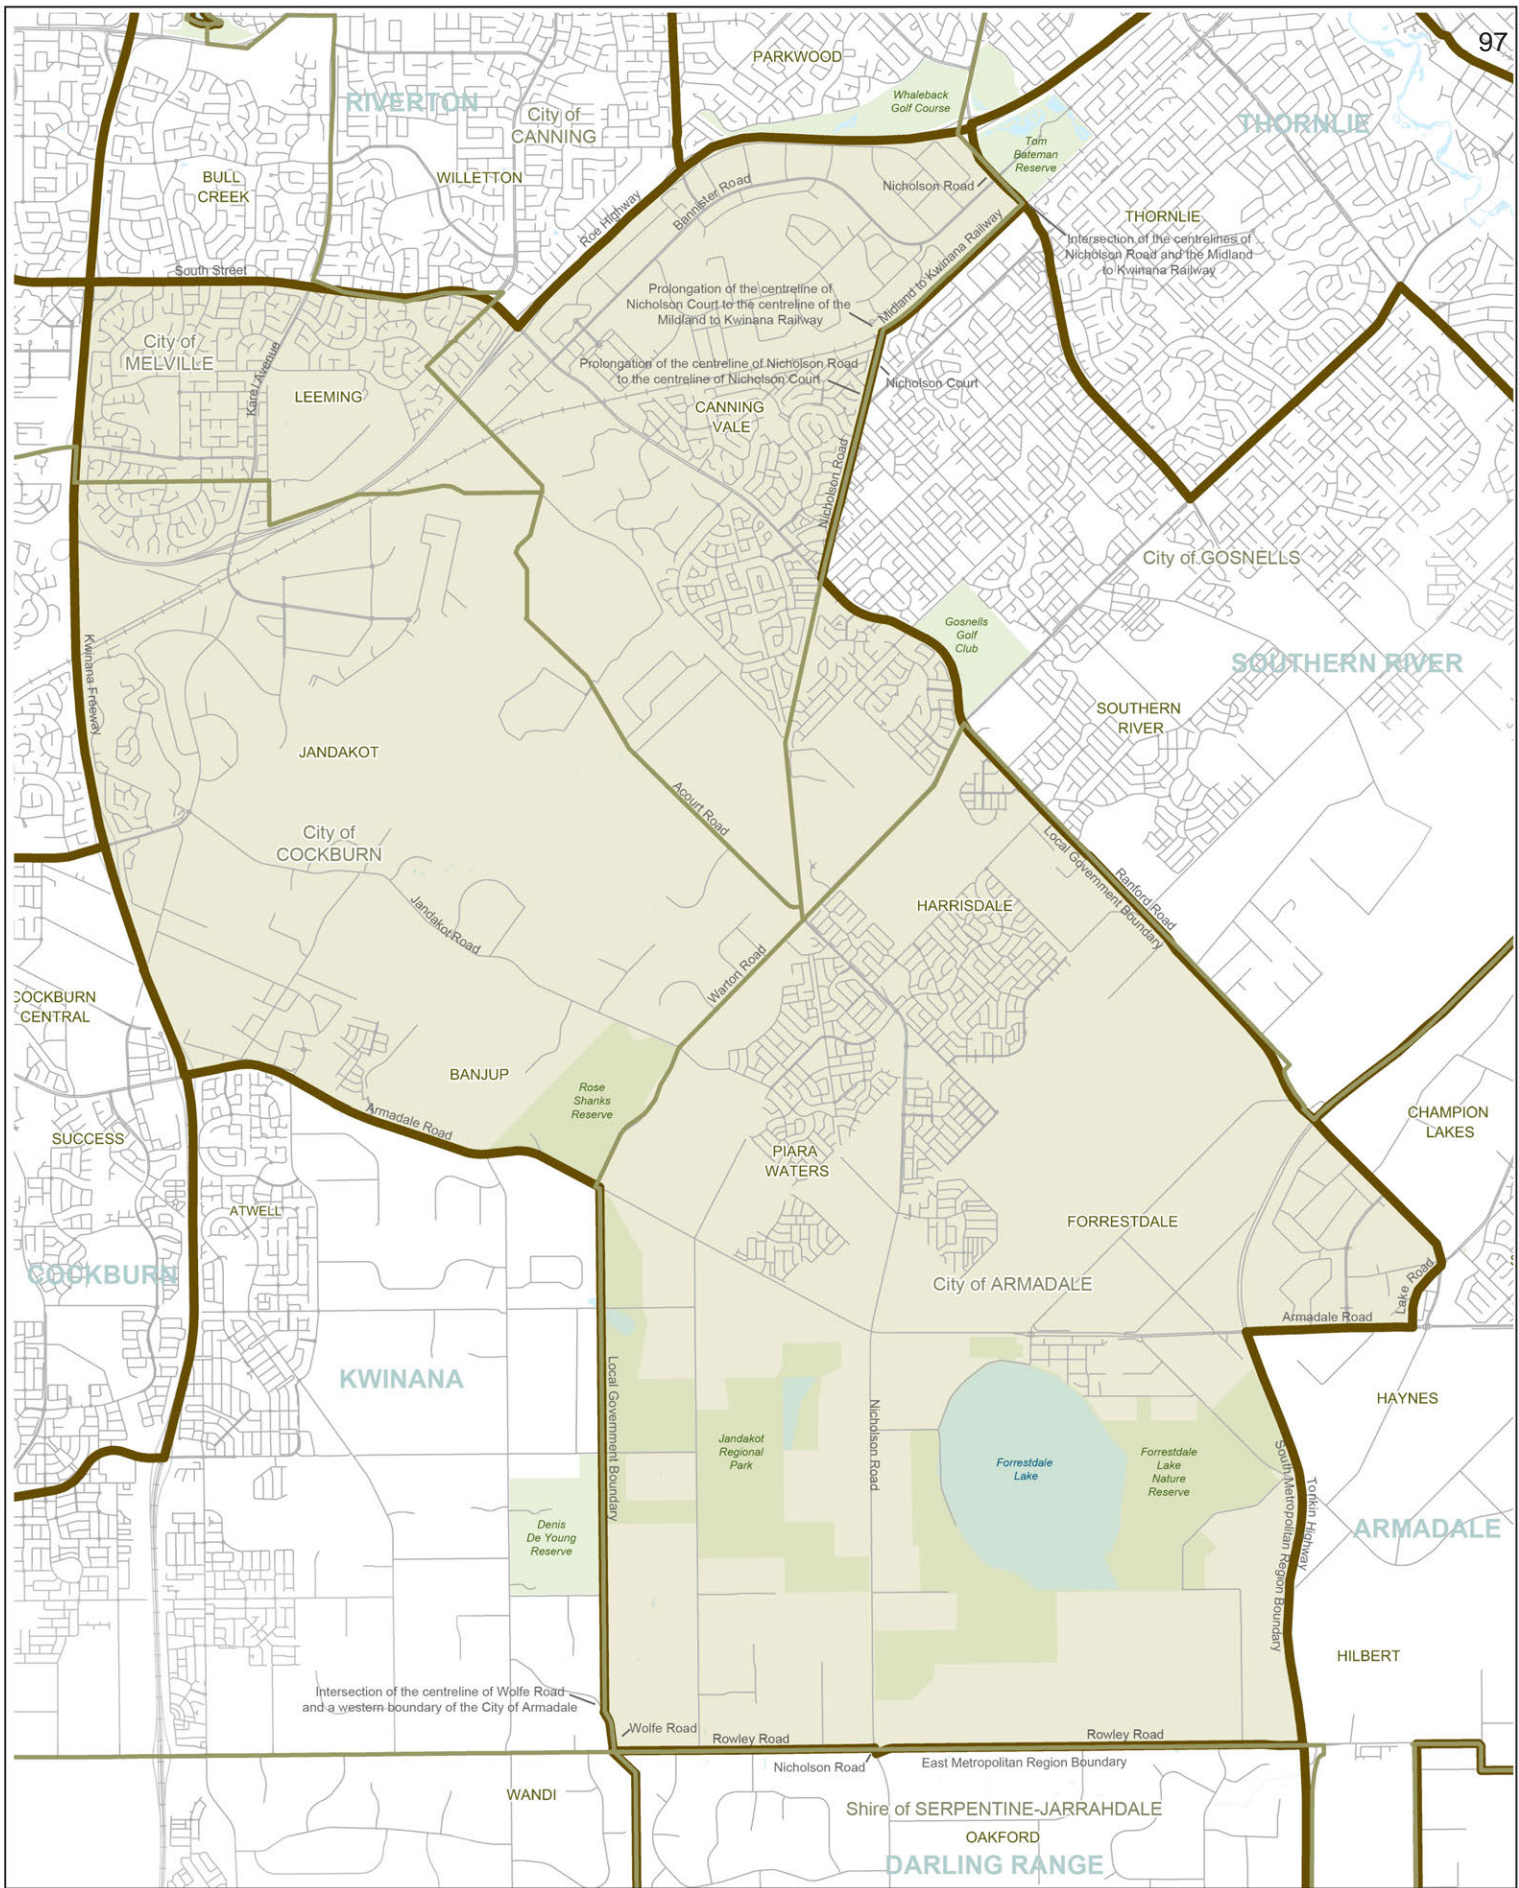 97
PARKWOOD
Whaleback
Golf Course
RIVERTON
City of
CANNING
THORNLIE
Tom
Bateman
Reserve
BULL
CREEK
WILLETTON
Nicholson Road
Bannister Road
Roe Highway
THORNLIE
Intersection of the centrelines of
Nicholson Road and the Midland
to Kwinana Railway
Midland to Kwinana Railway
South Street
Prolongation of the centreline of
Nicholson Court to the centreline of the
Mildland to Kwinana Railway
City of
MELVILLE
Karel Avenue
LEEMING
Prolongation of the centreline of Nicholson Road
to the centreline of Nicholson Court
Nicholson Court
CANNING
VALE
Nicholson Road
City of GOSNELLS
Gosnells
Golf
Club
SOUTHERN RIVER
Kwinana Freeway
SOUTHERN
RIVER
JANDAKOT
Acourt Road
City of
COCKBURN
Local Government Boundary
Ranford Road
HARRISDALE
Jandakot Road
Warton Road
COCKBURN
CENTRAL
BANJUP
Rose
Shanks
Reserve
Armadale Road
SUCCESS
CHAMPION
LAKES
PIARA
WATERS
ATWELL
FORRESTDALE
COCKBURN
City of ARMADALE
Lake Road
Armadale Road
KWINANA
Local Government Boundary
HAYNES
Nicholson Road
Jandakot
Regional
Park
Forrestdale
Lake
Forrestdale
Lake
Nature
Reserve
South Metropolitan Region Boundary
Tonkin Highway
ARMADALE
Denis
De Young
Reserve
HILBERT
Intersection of the centreline of Wolfe Road
and a western boundary of the City of Armadale
Wolfe Road
Rowley Road
Rowley Road
Nicholson Road
East Metropolitan Region Boundary
WANDI
Shire of SERPENTINE-JARRAHDALE
OAKFORD
DARLING RANGE